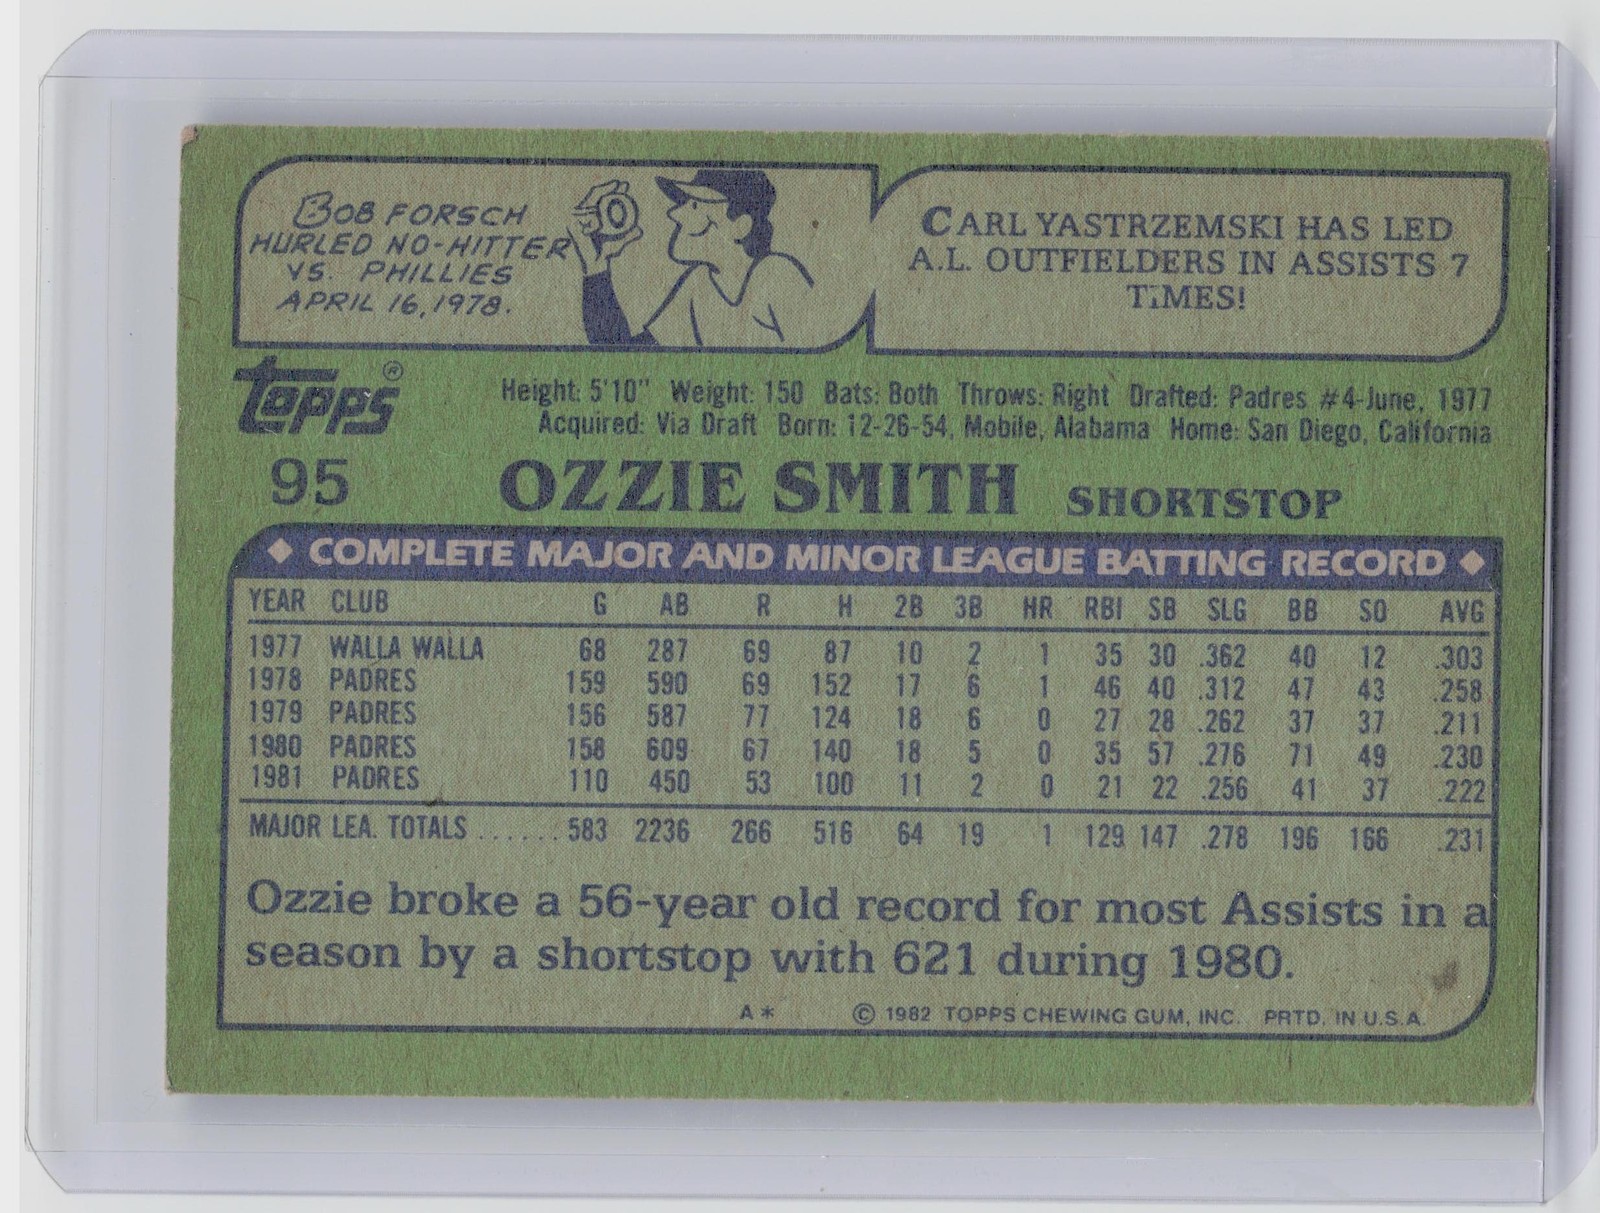 BOB FORSCH
HURLED NO-HITTER
VS. PHILLIES
APRIL 16, 1978.
CARL YASTRZEMSKI HAS LED
A.L. OUTFIELDERS IN ASSISTS 7
TIMES!
topps®
Height: 5'10" Weight: 150 Bats: Both Throws: Right Drafted: Padres #4-June, 1977
Acquired: Via Draft Born: 12-26-54, Mobile, Alabama Home: San Diego, California
95 OZZIE SMITH SHORTSTOP
◆ COMPLETE MAJOR AND MINOR LEAGUE BATTING RECORD ◆
YEAR CLUB G AB R H 2B 3B HR RBI SB SLG BB SO AVG
1977 WALLA WALLA 68 287 69 87 10 2 1 35 30 .362 40 12 .303
1978 PADRES 159 590 69 152 17 6 1 46 40 .312 47 43 .258
1979 PADRES 156 587 77 124 18 6 0 27 28 .262 37 37 .211
1980 PADRES 158 609 67 140 18 5 0 35 57 .276 71 49 .230
1981 PADRES 110 450 53 100 11 2 0 21 22 .256 41 37 .222
MAJOR LEA. TOTALS ...... 583 2236 266 516 64 19 1 129 147 .278 196 166 .231
Ozzie broke a 56-year old record for most Assists in a
season by a shortstop with 621 during 1980.
A* © 1982 TOPPS CHEWING GUM, INC. PRTD. IN U.S.A.